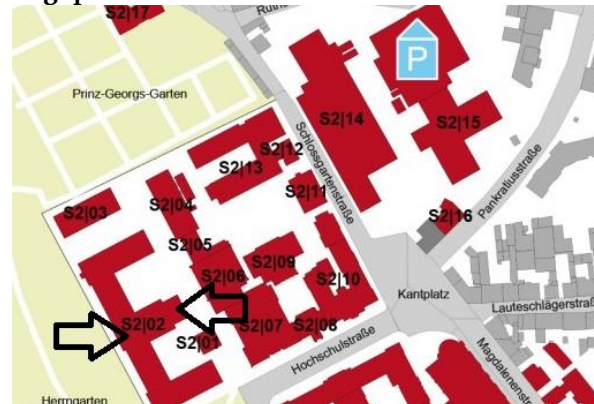 S2|17
Prinz-Georgs-Garten
P
S2|14
S2|15
Schlossgartenstraße
S2|12
S2|13
S2|11
Pankratiusstraße
S2|03
S2|04
S2|16
S2|05
S2|09
S2|06
S2|10
Kantplatz
Lauteschlägerstraß
S2|02
S2|01
S2|07
S2|08
Hochschulstraße
Magdalenenstr
Herrngarten